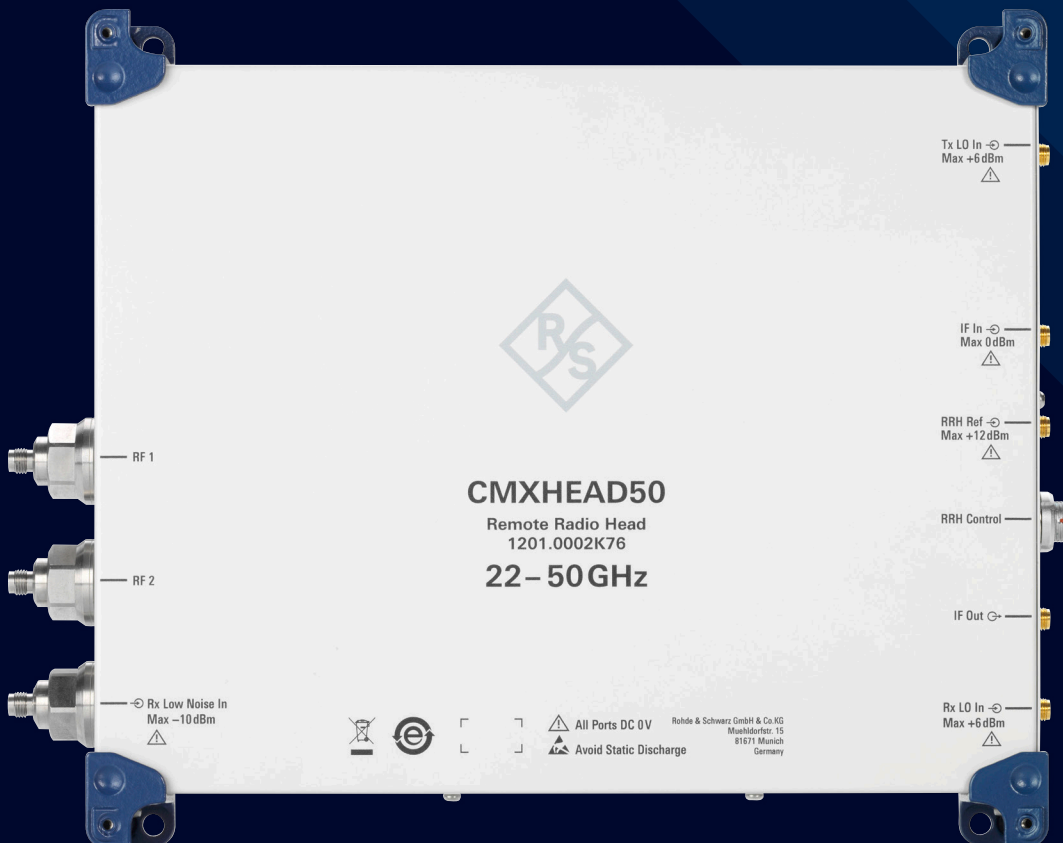 Tx LO In
Max +6 dBm
IF In
Max 0 dBm
RRH Ref
Max +12 dBm
R/S
RF 1
CMXHEAD50
Remote Radio Head
1201.0002K76
22 – 50 GHz
RRH Control
RF 2
IF Out
Rx Low Noise In
Max –10 dBm
e
All Ports DC 0 V
Avoid Static Discharge
Rohde & Schwarz GmbH & Co.KG
Muehldorfstr. 15
81671 Munich
Germany
Rx LO In
Max +6 dBm